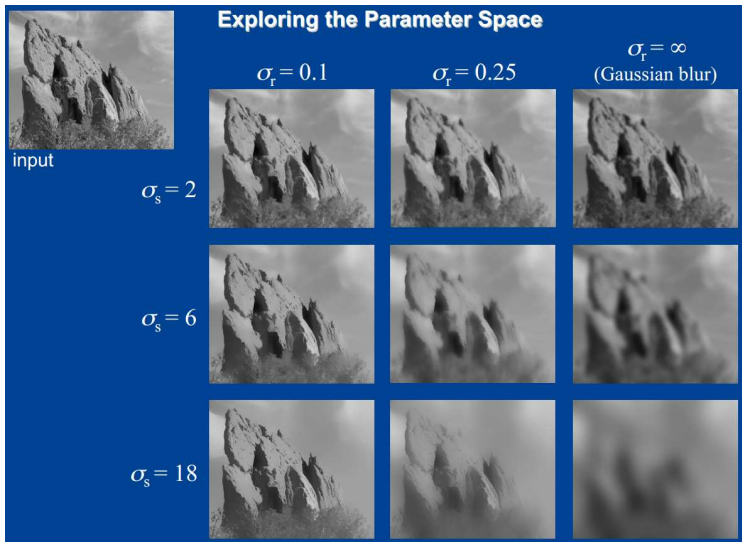 Exploring the Parameter Space
σr = 0.1
σr = 0.25
σr = ∞
(Gaussian blur)
input
σs = 2
σs = 6
σs = 18